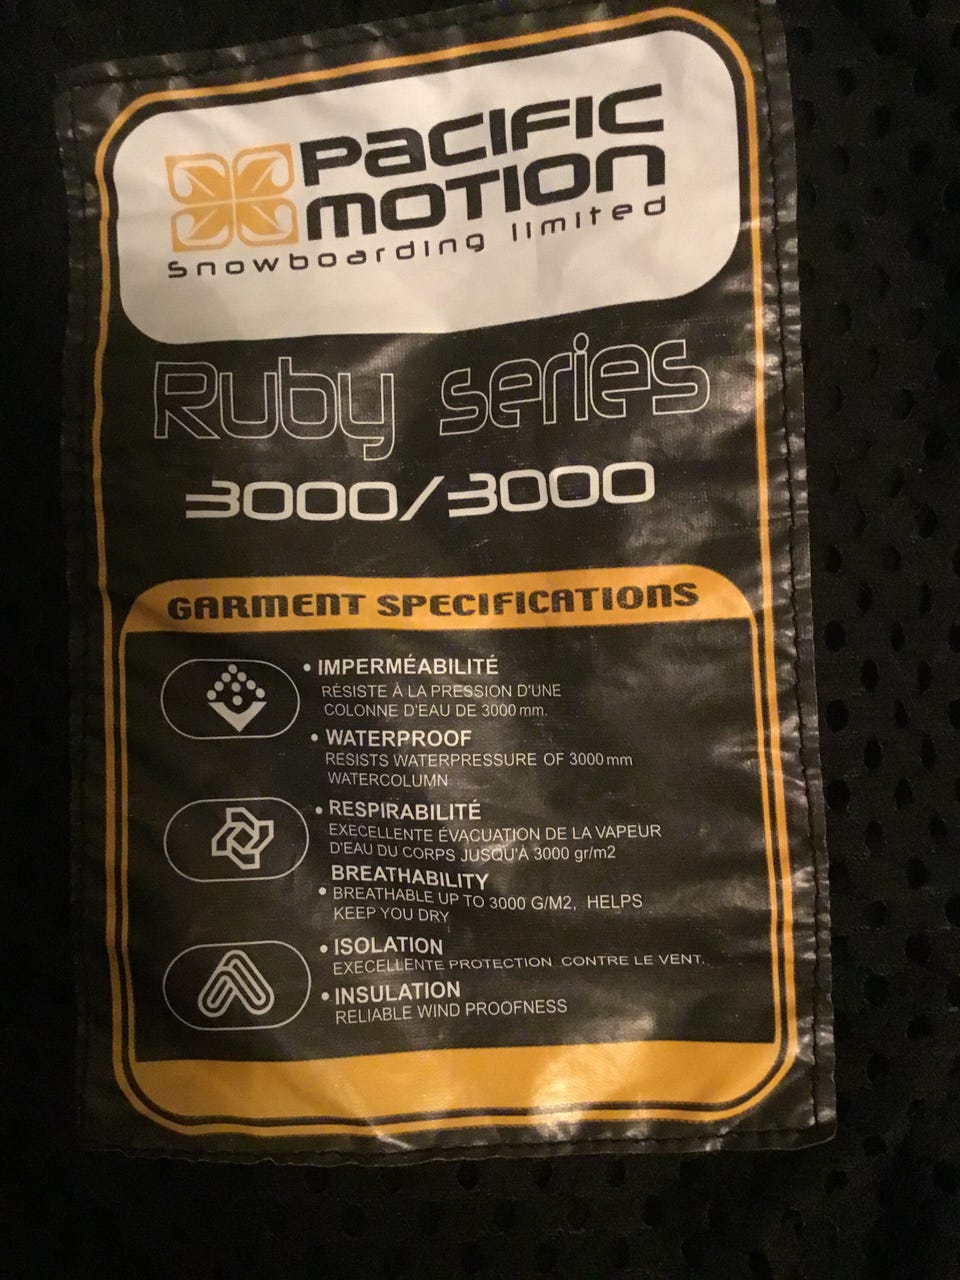 PACIFIC
MOTION
Snowboarding limited
Ruby series
3000/3000
GARMENT SPECIFICATIONS
• IMPERMÉABILITÉ
RÉSISTE À LA PRESSION D'UNE
COLONNE D'EAU DE 3000 mm.
• WATERPROOF
RESISTS WATERPRESSURE OF 3000 mm
WATERCOLUMN
• RESPIRABILITÉ
EXECELLENTE ÉVACUATION DE LA VAPEUR
D'EAU DU CORPS JUSQU'À 3000 gr/m2
BREATHABILITY
• BREATHABLE UP TO 3000 G/M2, HELPS
KEEP YOU DRY
• ISOLATION
EXECELLENTE PROTECTION CONTRE LE VENT.
• INSULATION
RELIABLE WIND PROOFNESS